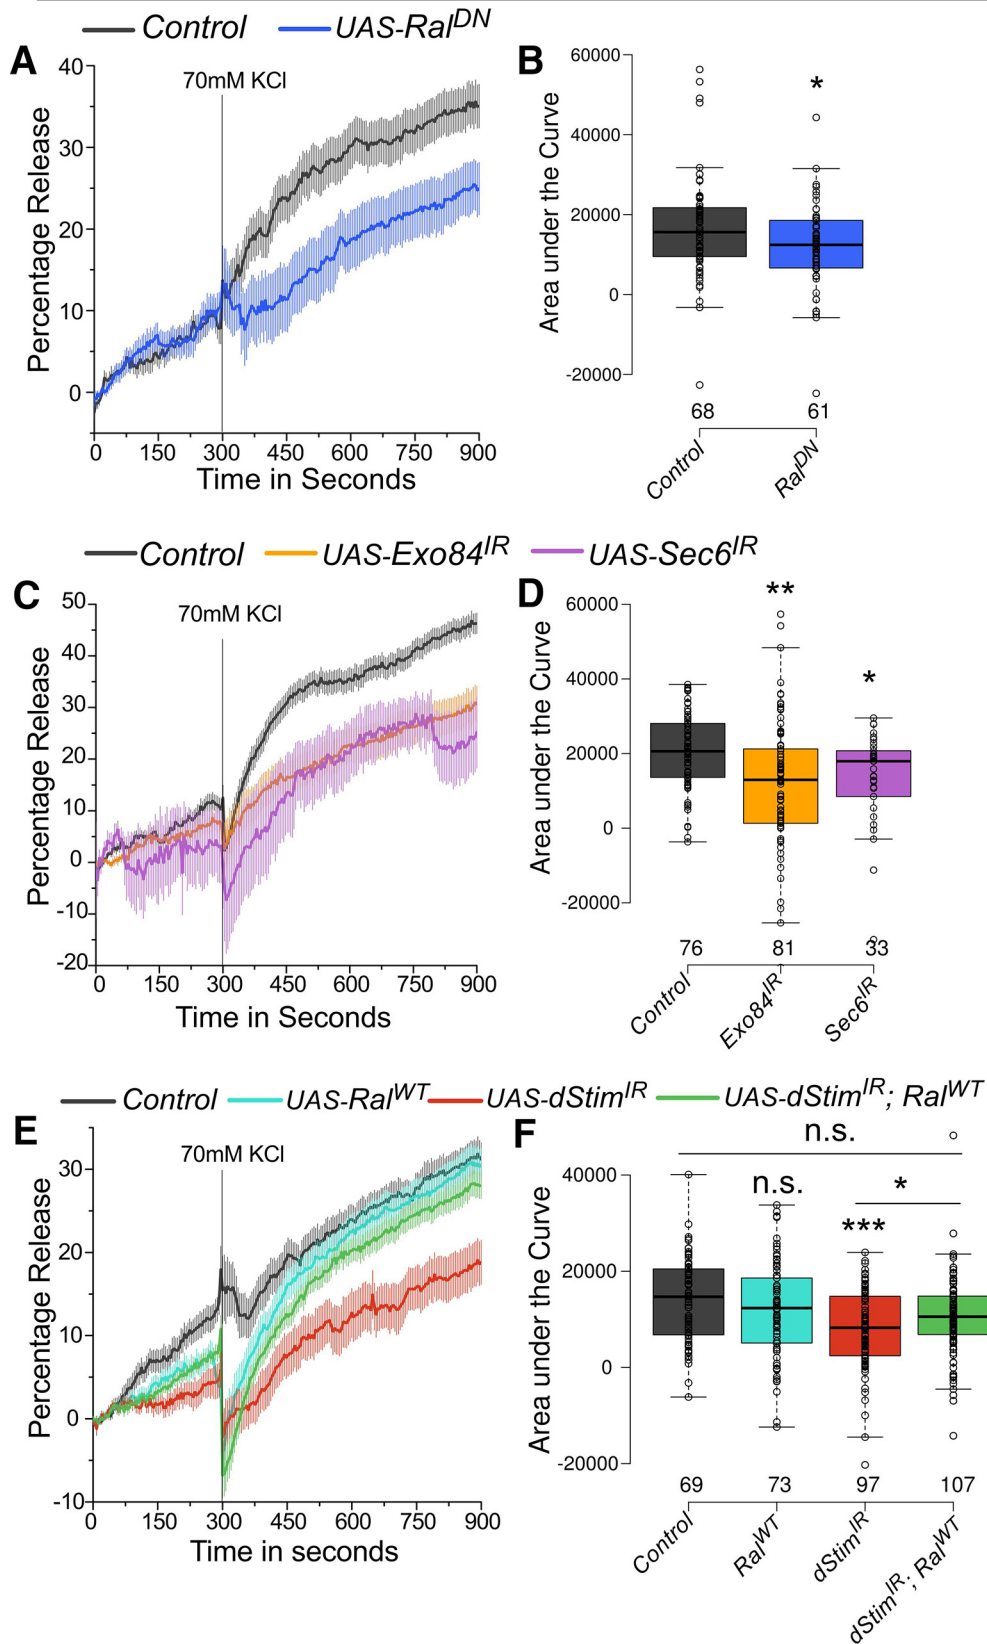 Control UAS-Ral^DN
A
40
30
20
10
0
Percentage Release
70mM KCl
0 150 300 450 600 750 900
Time in Seconds
B
60000
40000
20000
0
-20000
Area under the Curve
*
68 61
Control Ral^DN
Control UAS-Exo84^IR UAS-Sec6^IR
C
50
40
30
20
10
0
-10
-20
Percentage Release
70mM KCl
0 150 300 450 600 750 900
Time in Seconds
D
60000
40000
20000
0
-20000
Area under the Curve
** *
76 81 33
Control Exo84^IR Sec6^IR
Control UAS-Ral^WT UAS-dStim^IR UAS-dStim^IR; Ral^WT
E
30
20
10
0
-10
Percentage Release
70mM KCl
0 150 300 450 600 750 900
Time in seconds
F
n.s.
n.s. *
***
40000
20000
0
-20000
Area under the Curve
69 73 97 107
Control Ral^WT dStim^IR dStim^IR; Ral^WT